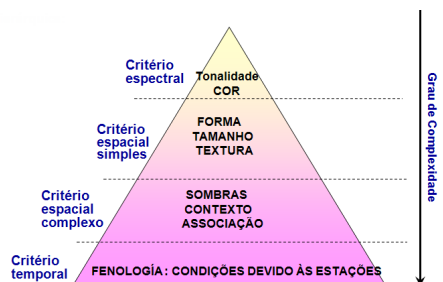 Critério
espectral
Tonalidade
COR
Critério
espacial
simples
FORMA
TAMANHO
TEXTURA
Critério
espacial
complexo
SOMBRAS
CONTEXTO
ASSOCIAÇÃO
Critério
temporal
FENOLOGÍA : CONDIÇÕES DEVIDO ÀS ESTAÇÕES
Grau de Complexidade